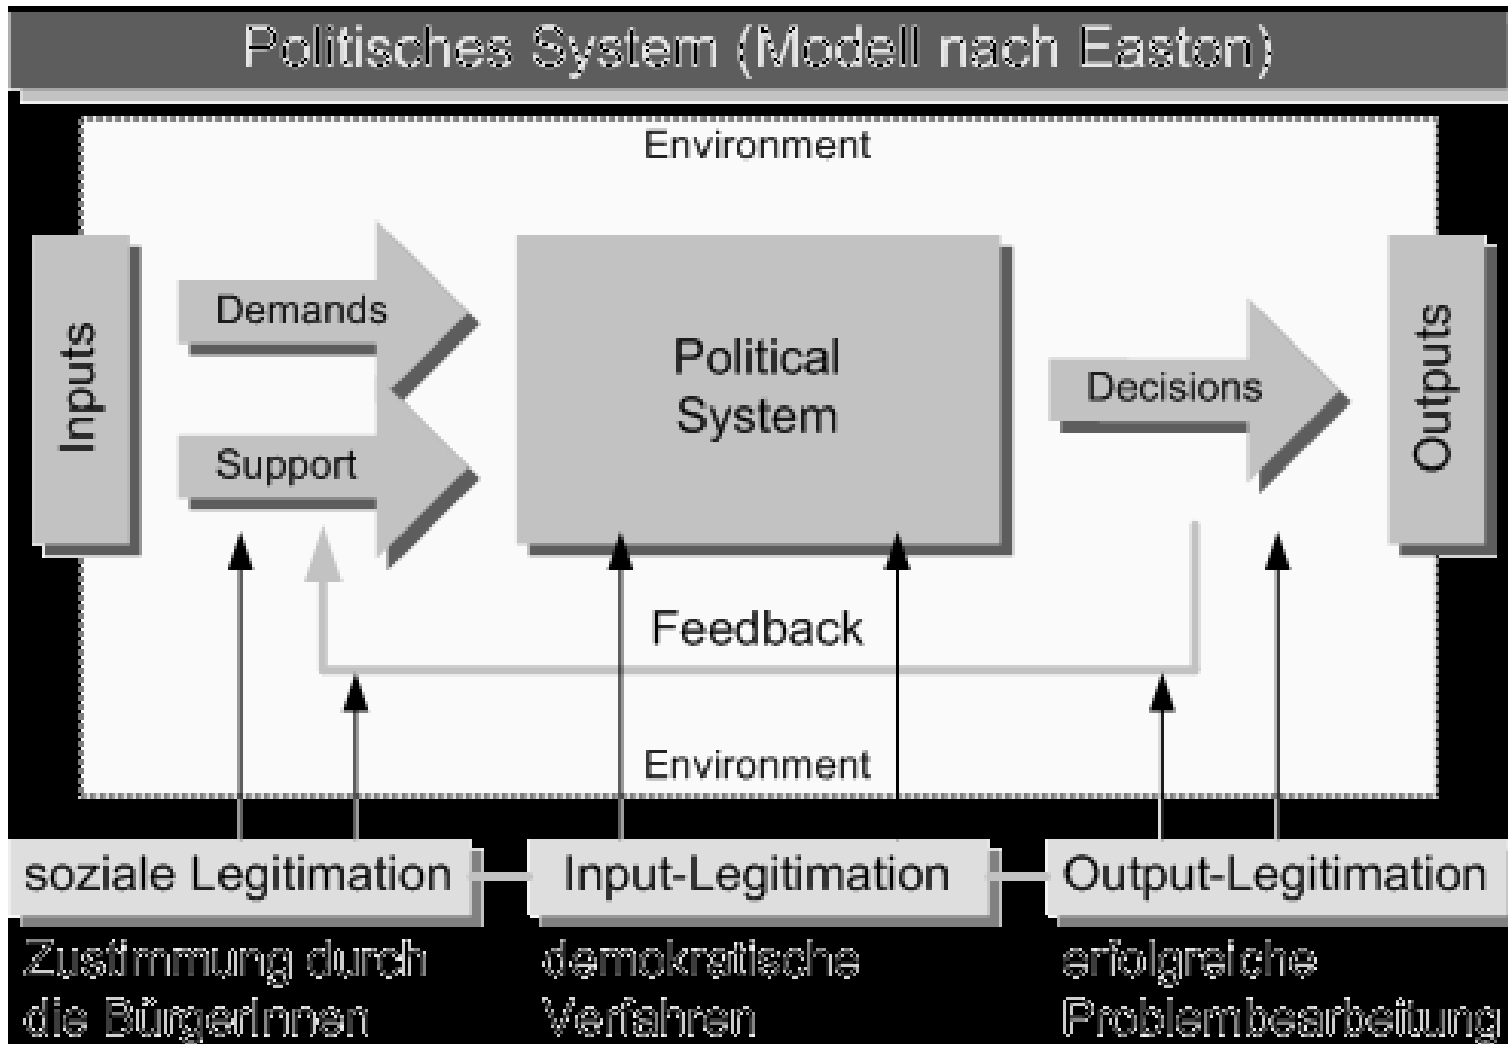 Politisches System (Modell nach Easton)
Environment
Inputs
Demands
Support
Political
System
Decisions
Outputs
Feedback
Environment
soziale Legitimation
Input-Legitimation
Output-Legitimation
Zustimmung durch
die BürgerInnen
demokratische
Verfahren
erfolgreiche
Problembearbeitung